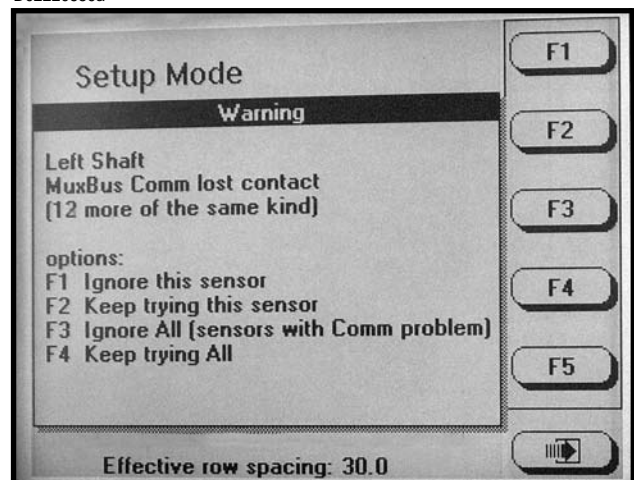 Setup Mode
Warning
Left Shaft
MuxBus Comm lost contact
(12 more of the same kind)
options:
F1 Ignore this sensor
F2 Keep trying this sensor
F3 Ignore All (sensors with Comm problem)
F4 Keep trying All
Effective row spacing: 30.0
F1
F2
F3
F4
F5